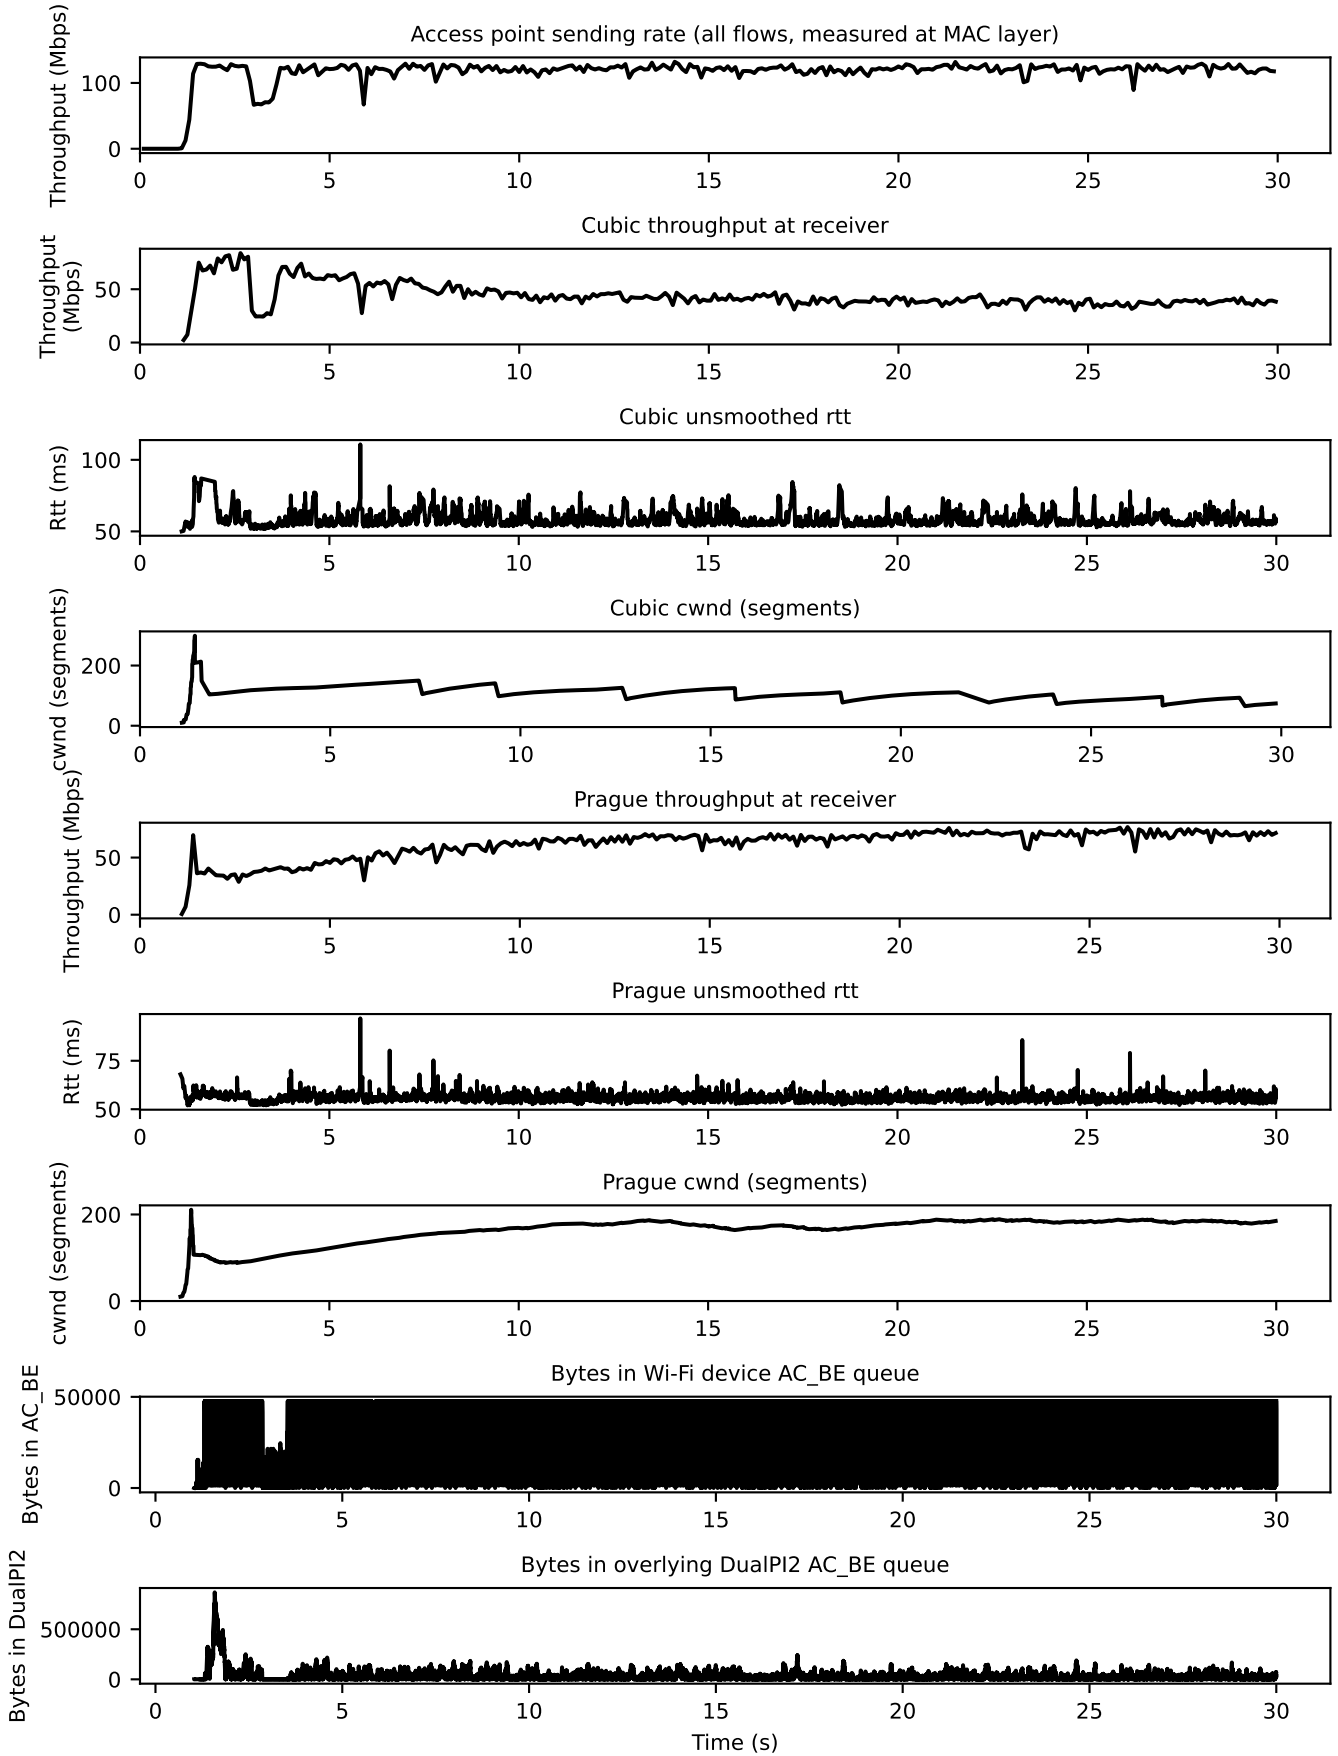 Access point sending rate (all flows, measured at MAC layer)
Throughput (Mbps)
100
0
0 5 10 15 20 25 30
Cubic throughput at receiver
Throughput
(Mbps)
50
0
0 5 10 15 20 25 30
Cubic unsmoothed rtt
Rtt (ms)
100
50
0 5 10 15 20 25 30
Cubic cwnd (segments)
cwnd (segments)
200
0
0 5 10 15 20 25 30
Prague throughput at receiver
Throughput (Mbps)
50
0
0 5 10 15 20 25 30
Prague unsmoothed rtt
Rtt (ms)
75
50
0 5 10 15 20 25 30
Prague cwnd (segments)
cwnd (segments)
200
0
0 5 10 15 20 25 30
Bytes in Wi-Fi device AC_BE queue
Bytes in AC_BE
50000
0
0 5 10 15 20 25 30
Bytes in overlying DualPI2 AC_BE queue
Bytes in DualPI2
500000
0
0 5 10 15 20 25 30
Time (s)